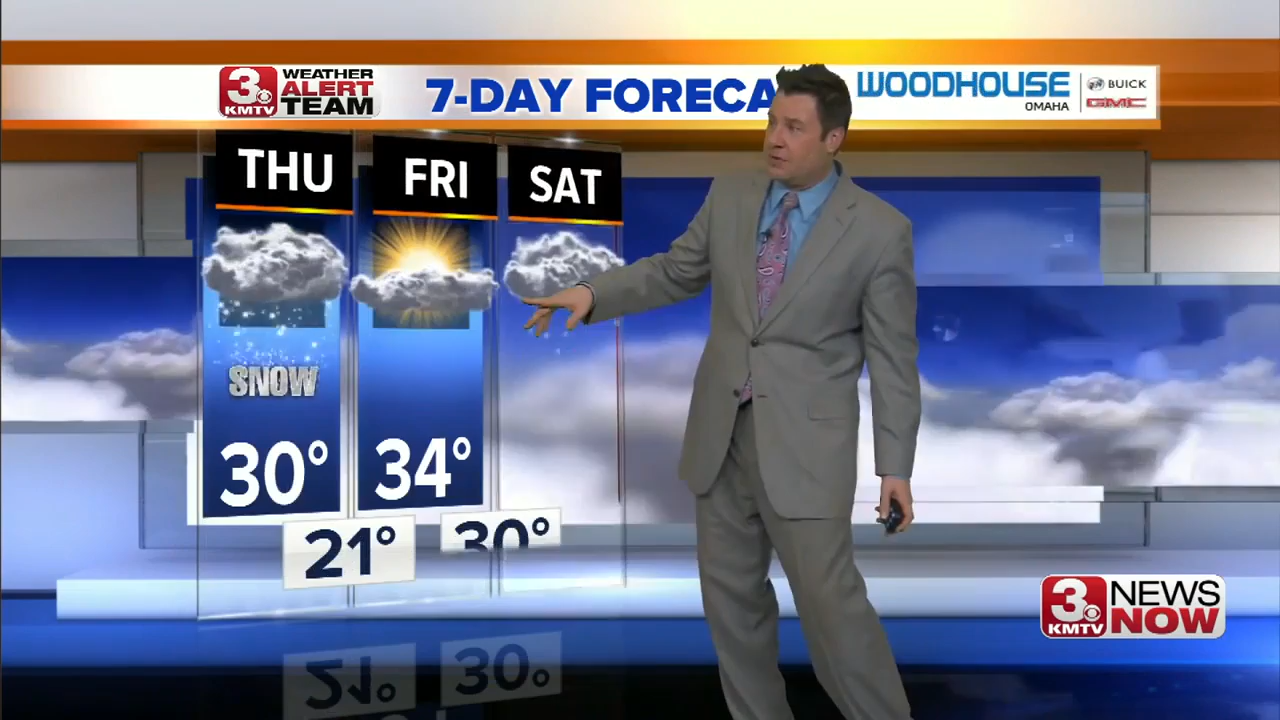 3
KMTV
WEATHER
ALERT
TEAM
7-DAY FORECA
WOODHOUSE
OMAHA
BUICK
GMC
THU
FRI
SAT
SNOW
30°
34°
21°
30°
3
KMTV
NEWS
NOW